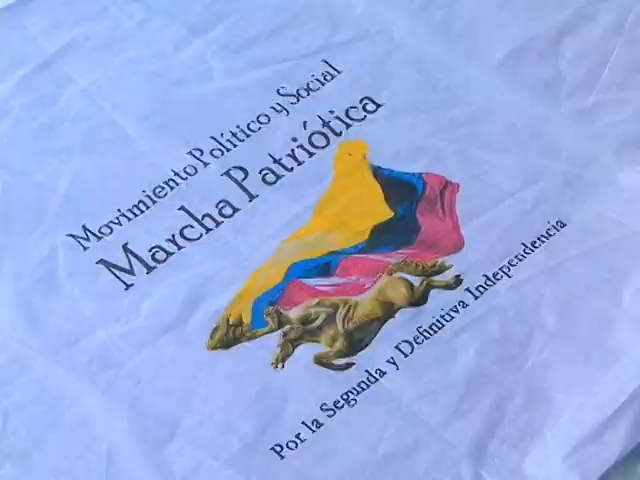 Movimiento Político y Social
Marcha Patriótica
Por la Segunda y Definitiva Independencia